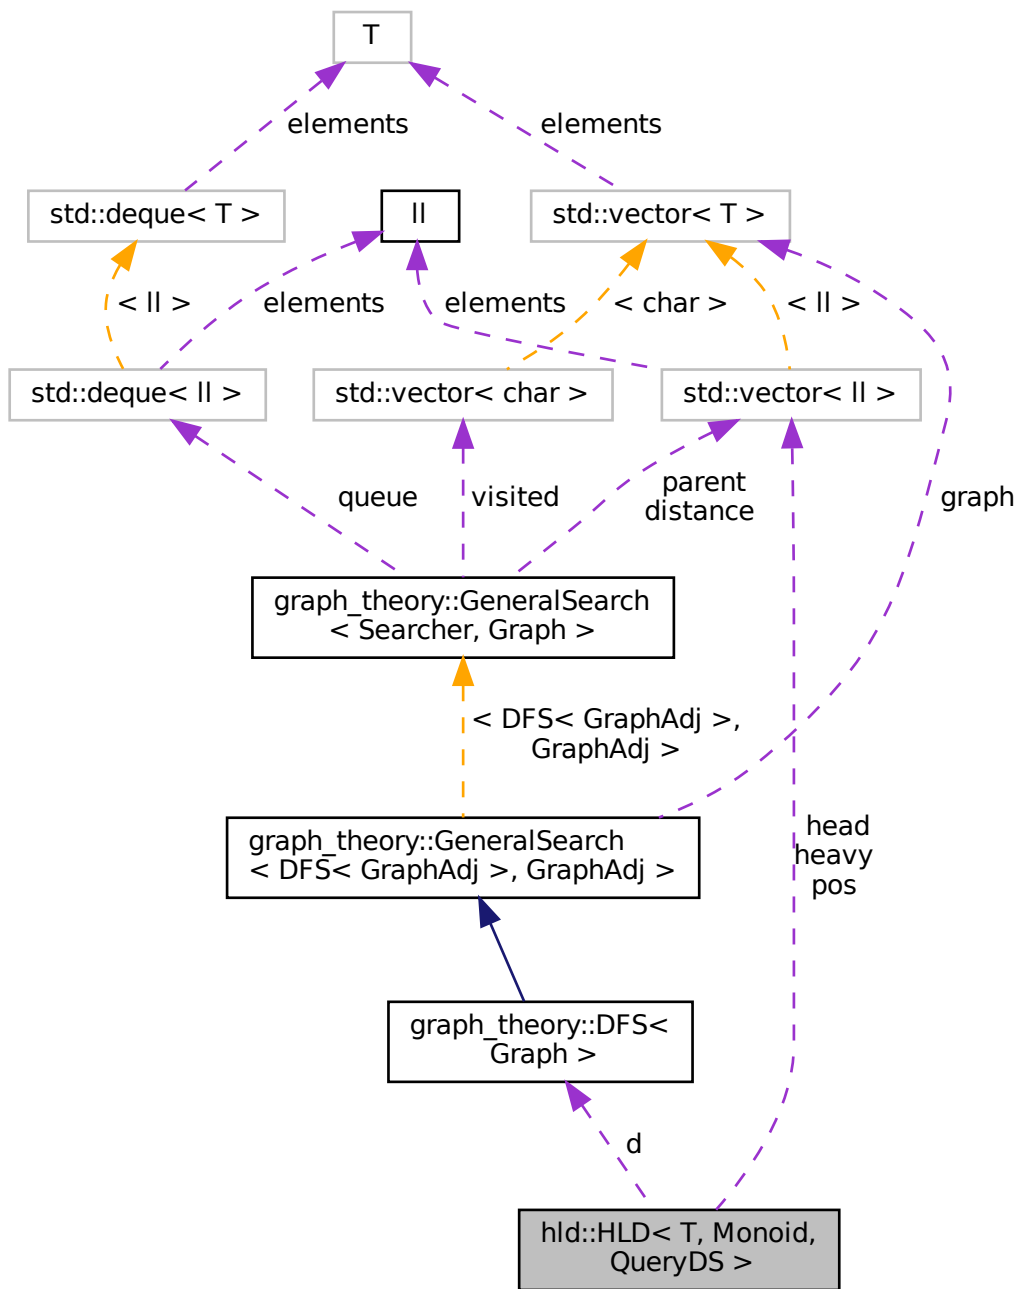 T
elements
elements
std::deque< T >
ll
std::vector< T >
< ll >
elements
elements
< char >
< ll >
std::deque< ll >
std::vector< char >
std::vector< ll >
queue
visited
parent
distance
graph
graph_theory::GeneralSearch
< Searcher, Graph >
< DFS< GraphAdj >,
GraphAdj >
head
heavy
pos
graph_theory::GeneralSearch
< DFS< GraphAdj >, GraphAdj >
graph_theory::DFS<
Graph >
d
hld::HLD< T, Monoid,
QueryDS >